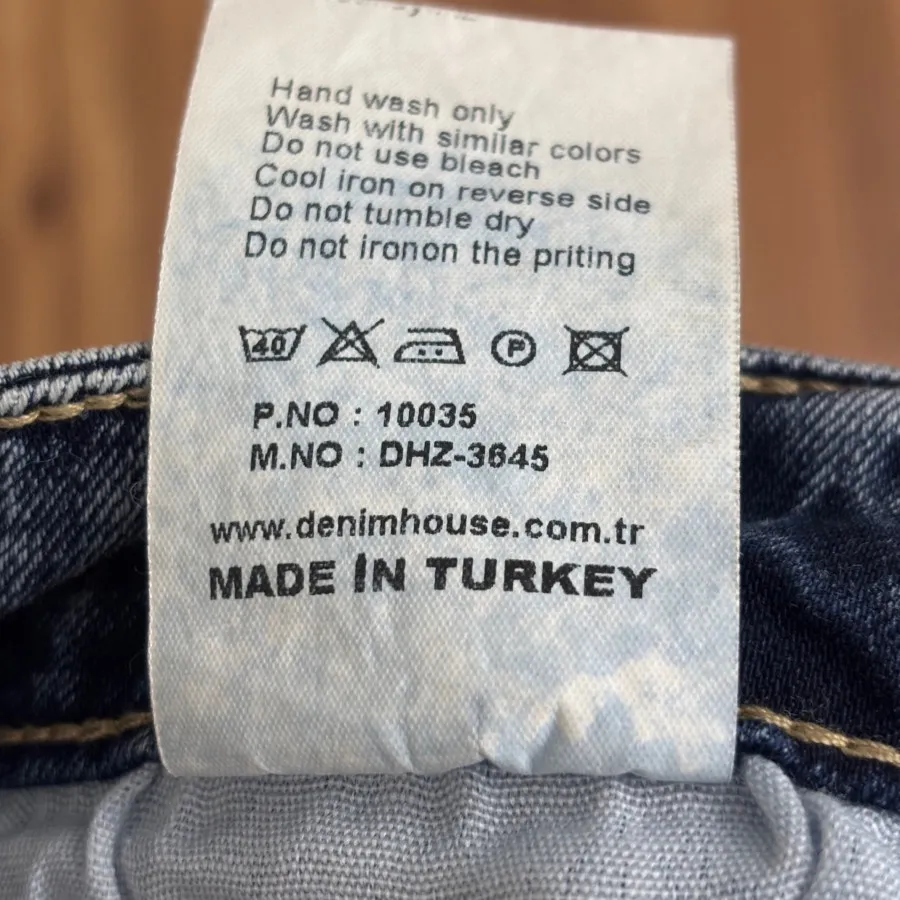 Hand wash only
Wash with similar colors
Do not use bleach
Cool iron on reverse side
Do not tumble dry
Do not ironon the priting
40 P
P.NO : 10035
M.NO : DHZ-3645
www.denimhouse.com.tr
MADE İN TURKEY